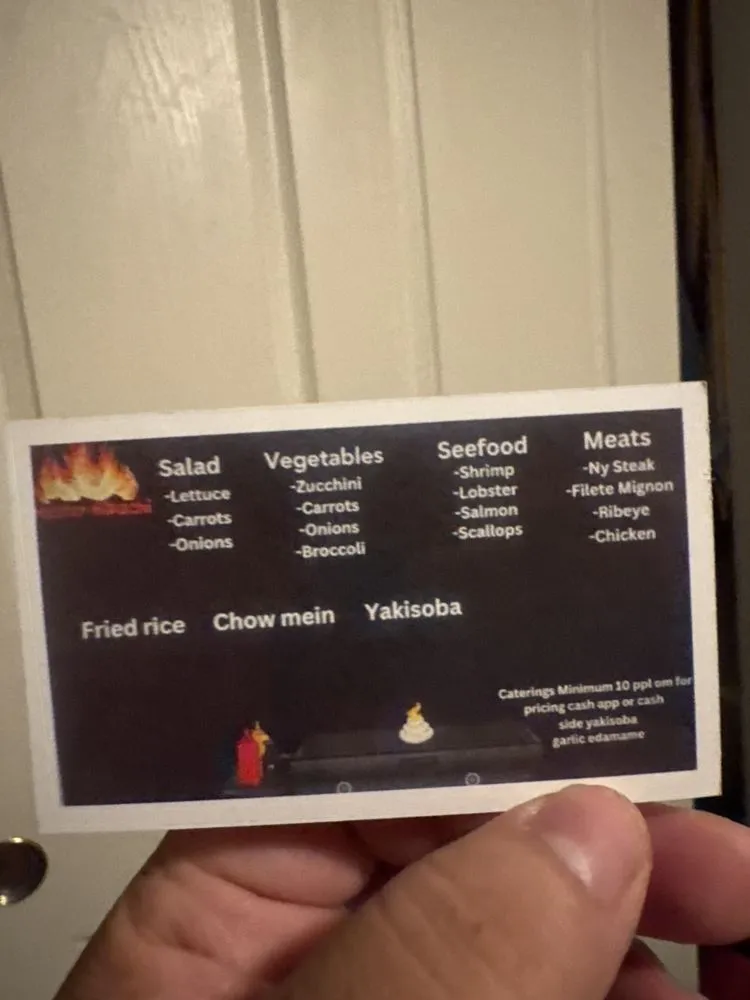 Salad
-Lettuce
-Carrots
-Onions
Vegetables
-Zucchini
-Carrots
-Onions
-Broccoli
Seefood
-Shrimp
-Lobster
-Salmon
-Scallops
Meats
-Ny Steak
-Filete Mignon
-Ribeye
-Chicken
Fried rice Chow mein Yakisoba
Caterings Minimum 10 ppl om for
pricing cash app or cash
side yakisoba
garlic edamame